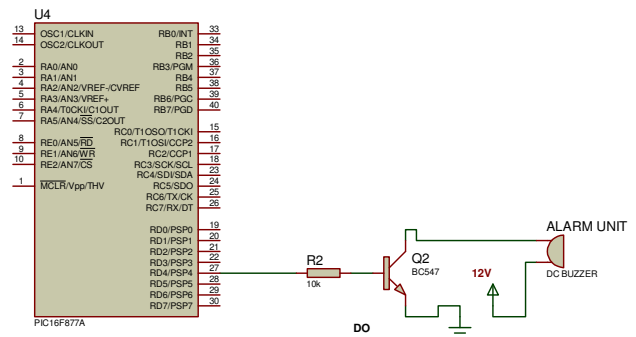 U4
13 OSC1/CLKIN RB0/INT 33
14 OSC2/CLKOUT RB1 34
RB2 35
2 RA0/AN0 RB3/PGM 36
3 RA1/AN1 RB4 37
4 RA2/AN2/VREF-/CVREF RB5 38
5 RA3/AN3/VREF+ RB6/PGC 39
6 RA4/T0CKI/C1OUT RB7/PGD 40
7 RA5/AN4/SS/C2OUT
RC0/T1OSO/T1CKI 15
8 RE0/AN5/RD RC1/T1OSI/CCP2 16
9 RE1/AN6/WR RC2/CCP1 17
10 RE2/AN7/CS RC3/SCK/SCL 18
RC4/SDI/SDA 23
1 MCLR/Vpp/THV RC5/SDO 24
RC6/TX/CK 25
RC7/RX/DT 26
RD0/PSP0 19
RD1/PSP1 20
RD2/PSP2 21
RD3/PSP3 22
RD4/PSP4 27
RD5/PSP5 28
RD6/PSP6 29
RD7/PSP7 30
PIC16F877A
R2
10k
Q2
BC547
12V
ALARM UNIT
DC BUZZER
DO